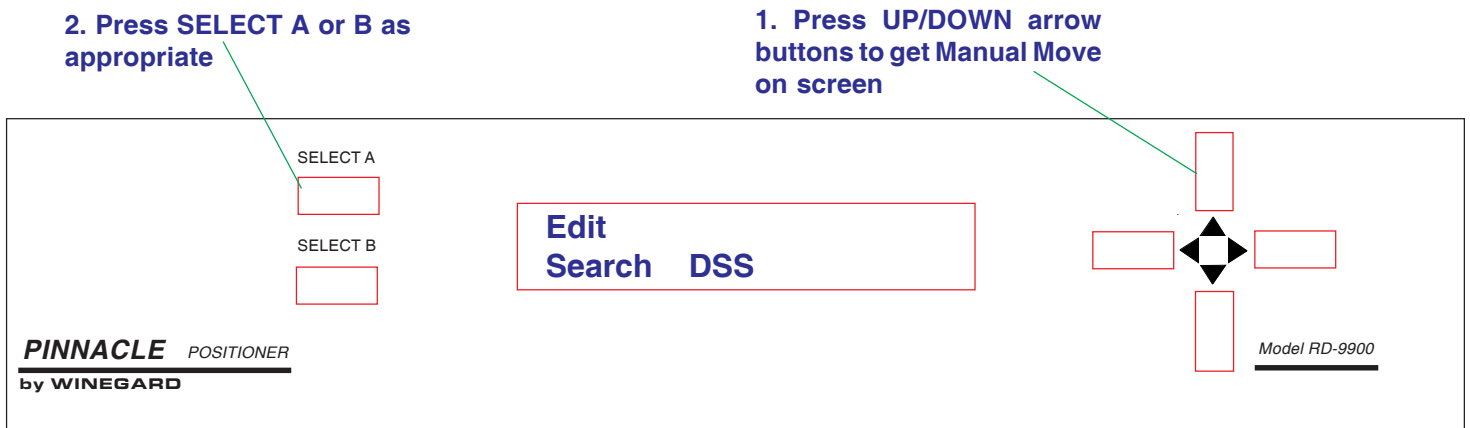 2. Press SELECT A or B as
appropriate
1. Press UP/DOWN arrow
buttons to get Manual Move
on screen
SELECT A
SELECT B
Edit
Search DSS
PINNACLE POSITIONER
by WINEGARD
Model RD-9900